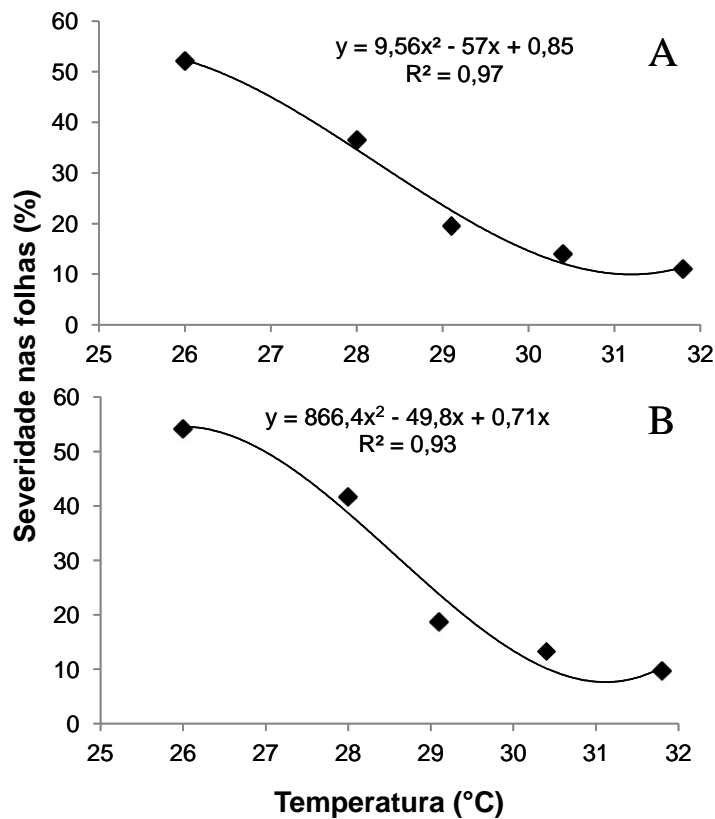 y = 9,56x² - 57x + 0,85
R² = 0,97
A
60
50
40
30
20
10
0
25 26 27 28 29 30 31 32
Severidade nas folhas (%)
y = 866,4x² - 49,8x + 0,71x
R² = 0,93
B
60
50
40
30
20
10
0
25 26 27 28 29 30 31 32
Temperatura (°C)